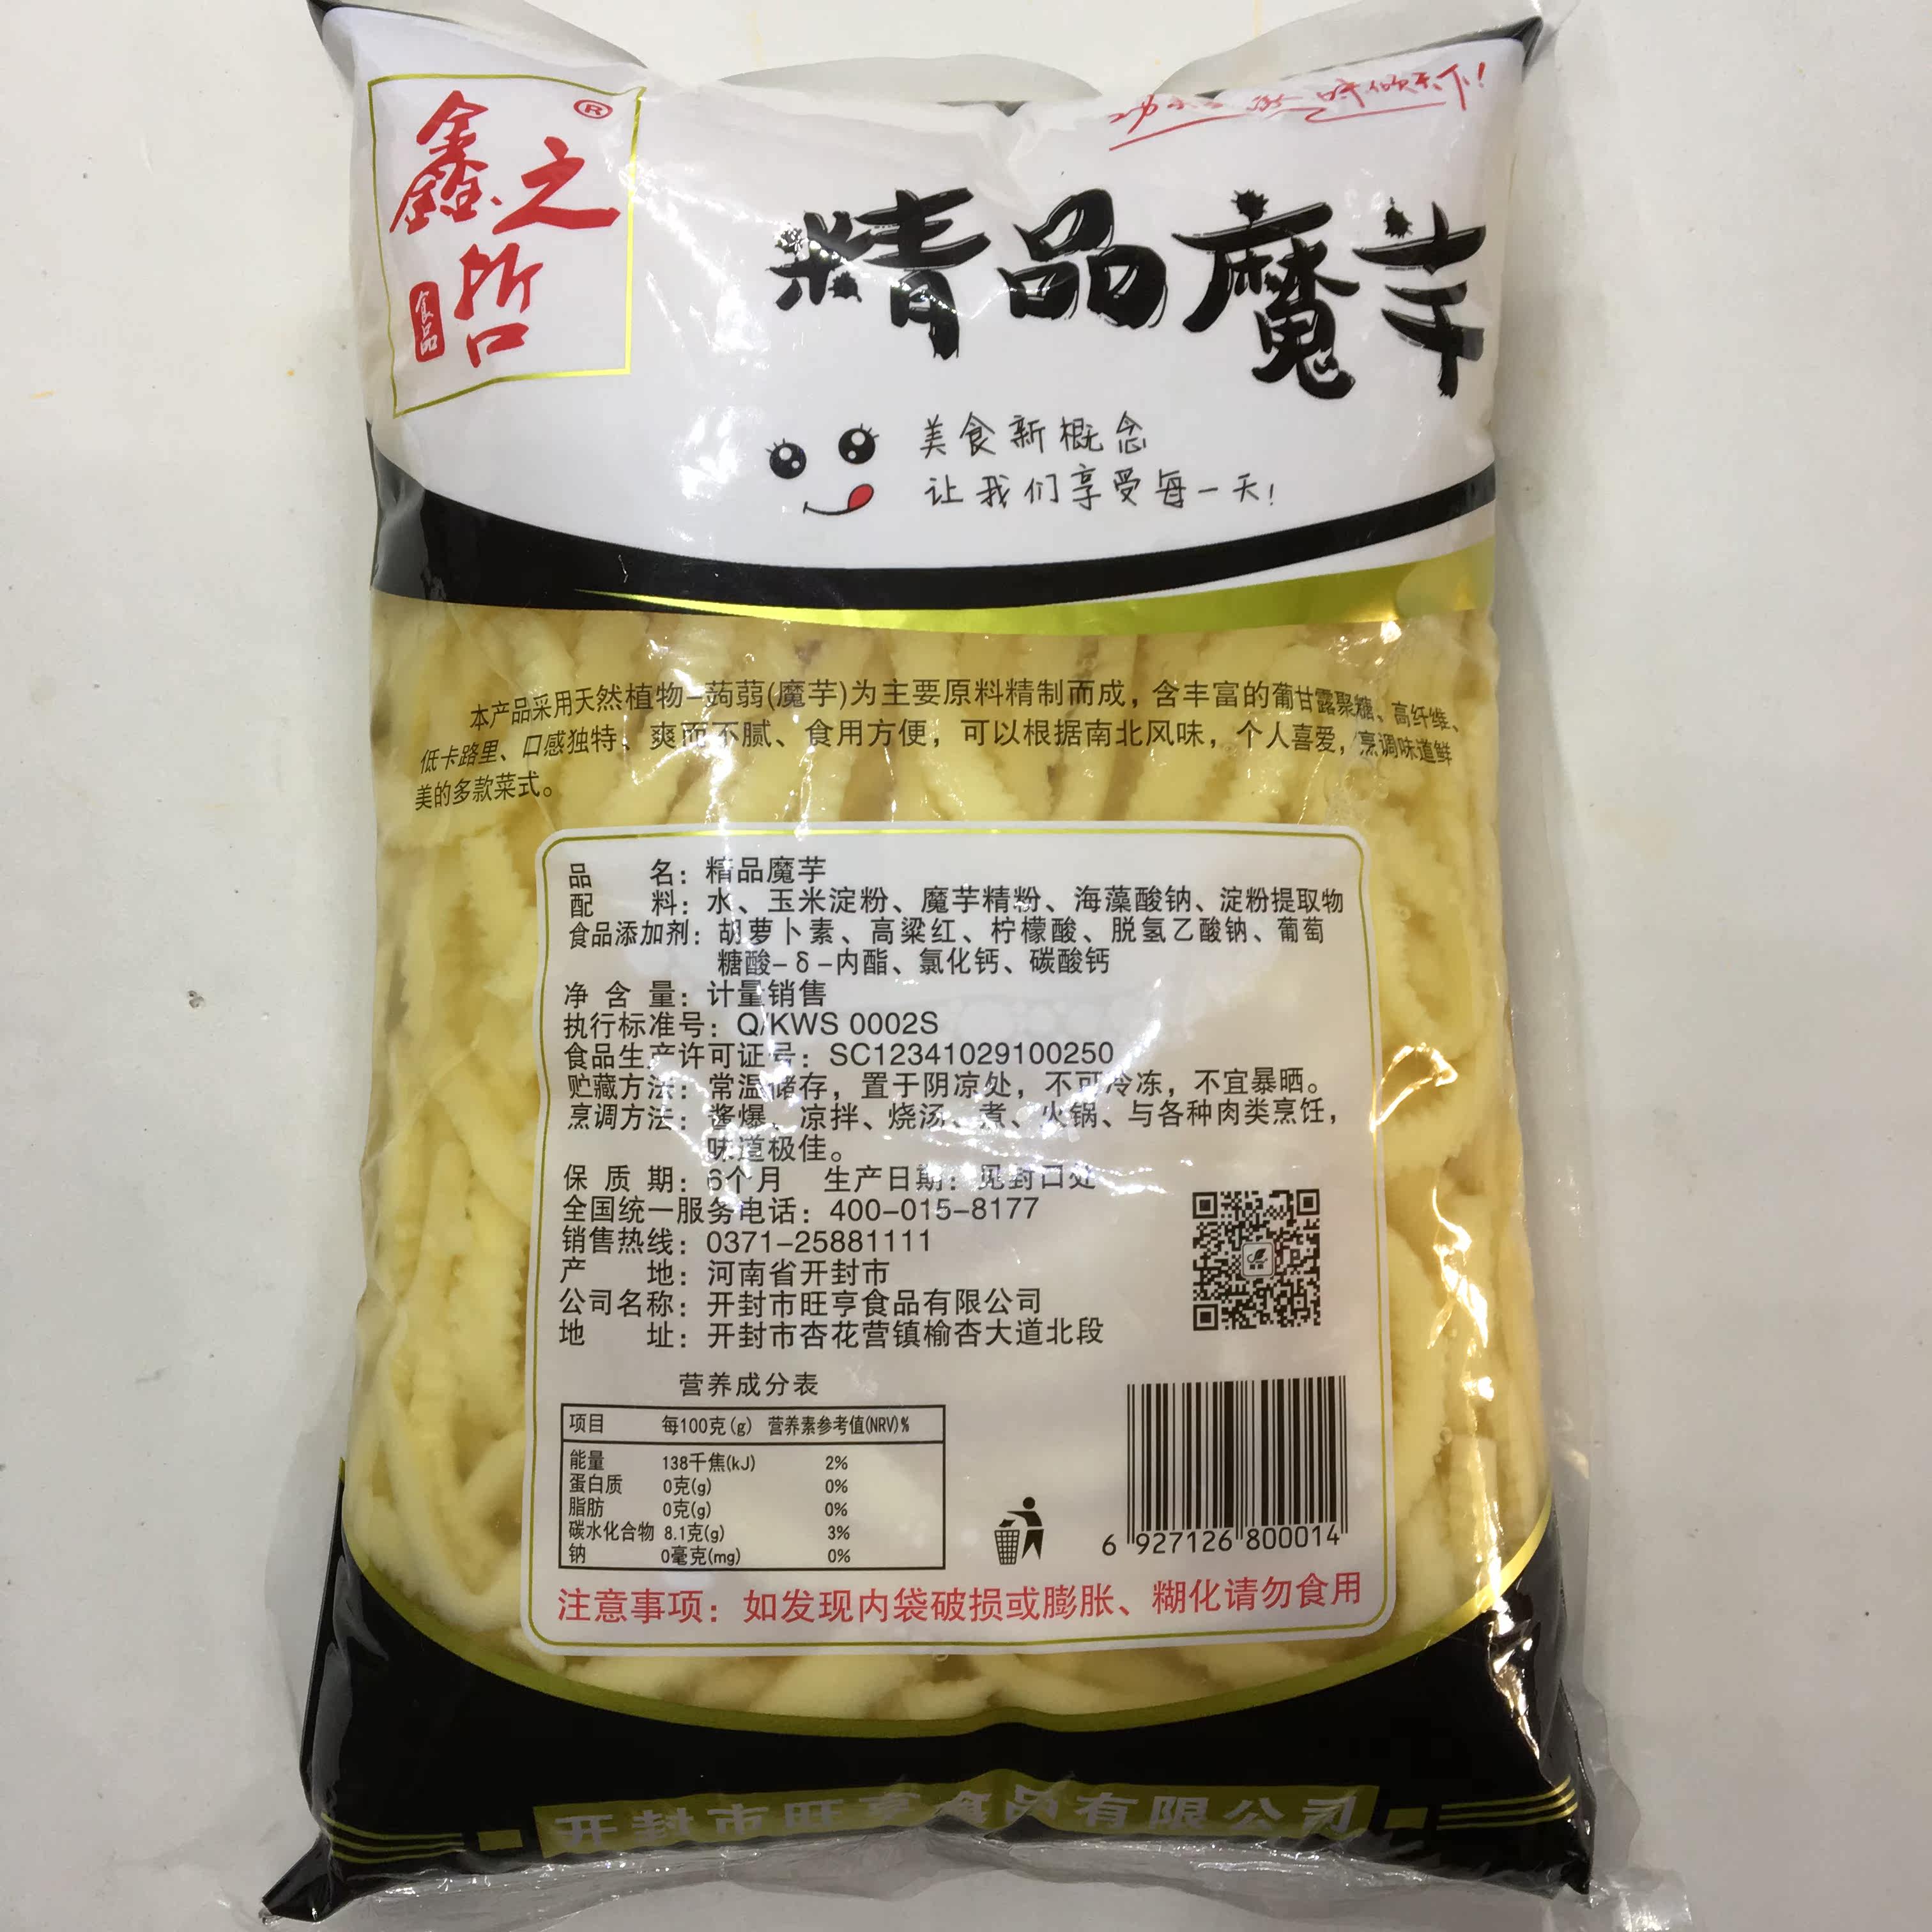 鑫之哲®
食品
精品魔芋
美食新概念
让我们享受每一天!
本产品采用天然植物-蒟蒻(魔芋)为主要原料精制而成，含丰富的葡甘露聚糖、高纤维、
低卡路里、口感独特、爽而不腻、食用方便，可以根据南北风味，个人喜爱，烹调味道鲜
美的多款菜式。
品名：精品魔芋
配料：水、玉米淀粉、魔芋精粉、海藻酸钠、淀粉提取物
食品添加剂：胡萝卜素、高粱红、柠檬酸、脱氢乙酸钠、葡萄
糖酸-δ-内酯、氯化钙、碳酸钙
净含量：计量销售
执行标准号：Q/KWS 0002S
食品生产许可证号：SC12341029100250
贮藏方法：常温储存，置于阴凉处，不可冷冻，不宜暴晒。
烹调方法：酱爆、凉拌、烧汤、煮、火锅、与各种肉类烹饪，
味道极佳。
保质期：6个月 生产日期：见封口处
全国统一服务电话：400-015-8177
销售热线：0371-25881111
产地：河南省开封市
公司名称：开封市旺亨食品有限公司
地址：开封市杏花营镇榆杏大道北段
营养成分表
项目 每100克(g) 营养素参考值(NRV)%
能量 138千焦(kJ) 2%
蛋白质 0克(g) 0%
脂肪 0克(g) 0%
碳水化合物 8.1克(g) 3%
钠 0毫克(mg) 0%
6 927126 800014
注意事项：如发现内袋破损或膨胀、糊化请勿食用
开封市旺亨食品有限公司